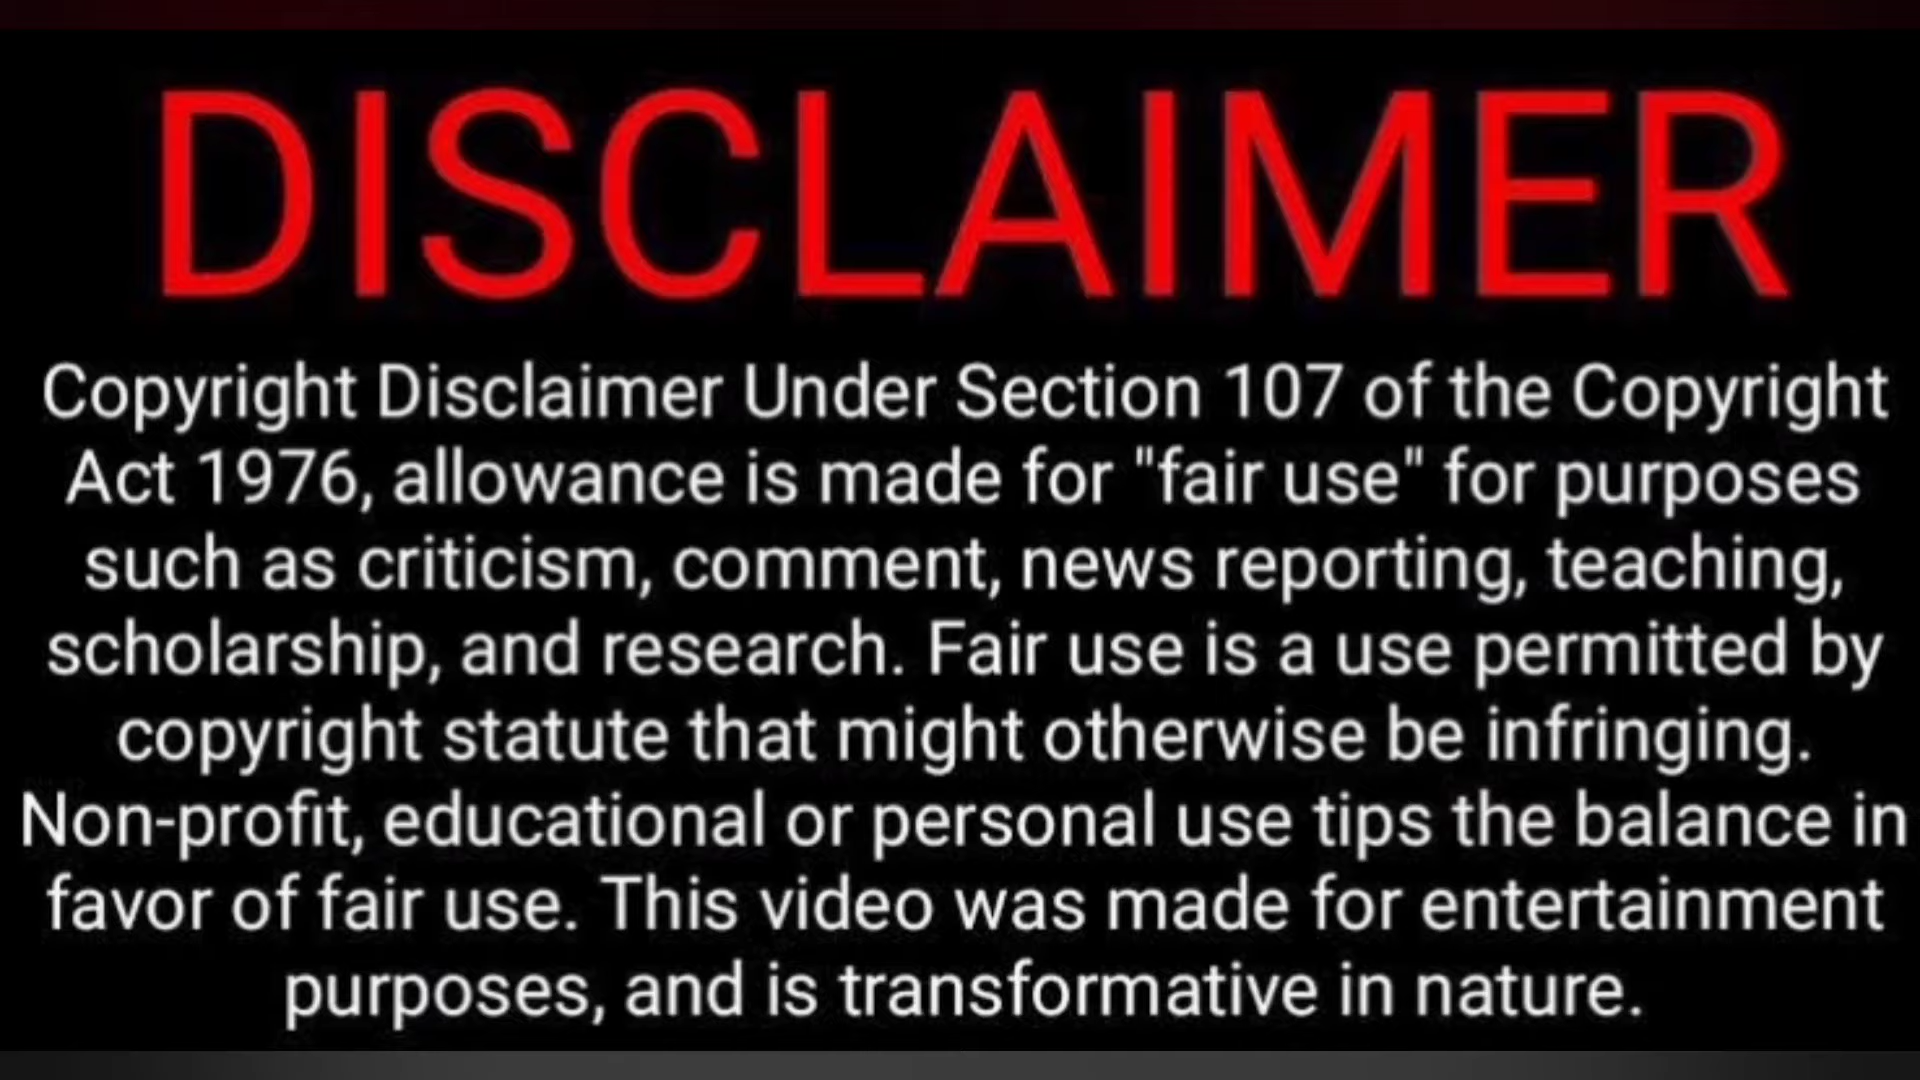 DISCLAIMER
Copyright Disclaimer Under Section 107 of the Copyright
Act 1976, allowance is made for "fair use" for purposes
such as criticism, comment, news reporting, teaching,
scholarship, and research. Fair use is a use permitted by
copyright statute that might otherwise be infringing.
Non-profit, educational or personal use tips the balance in
favor of fair use. This video was made for entertainment
purposes, and is transformative in nature.